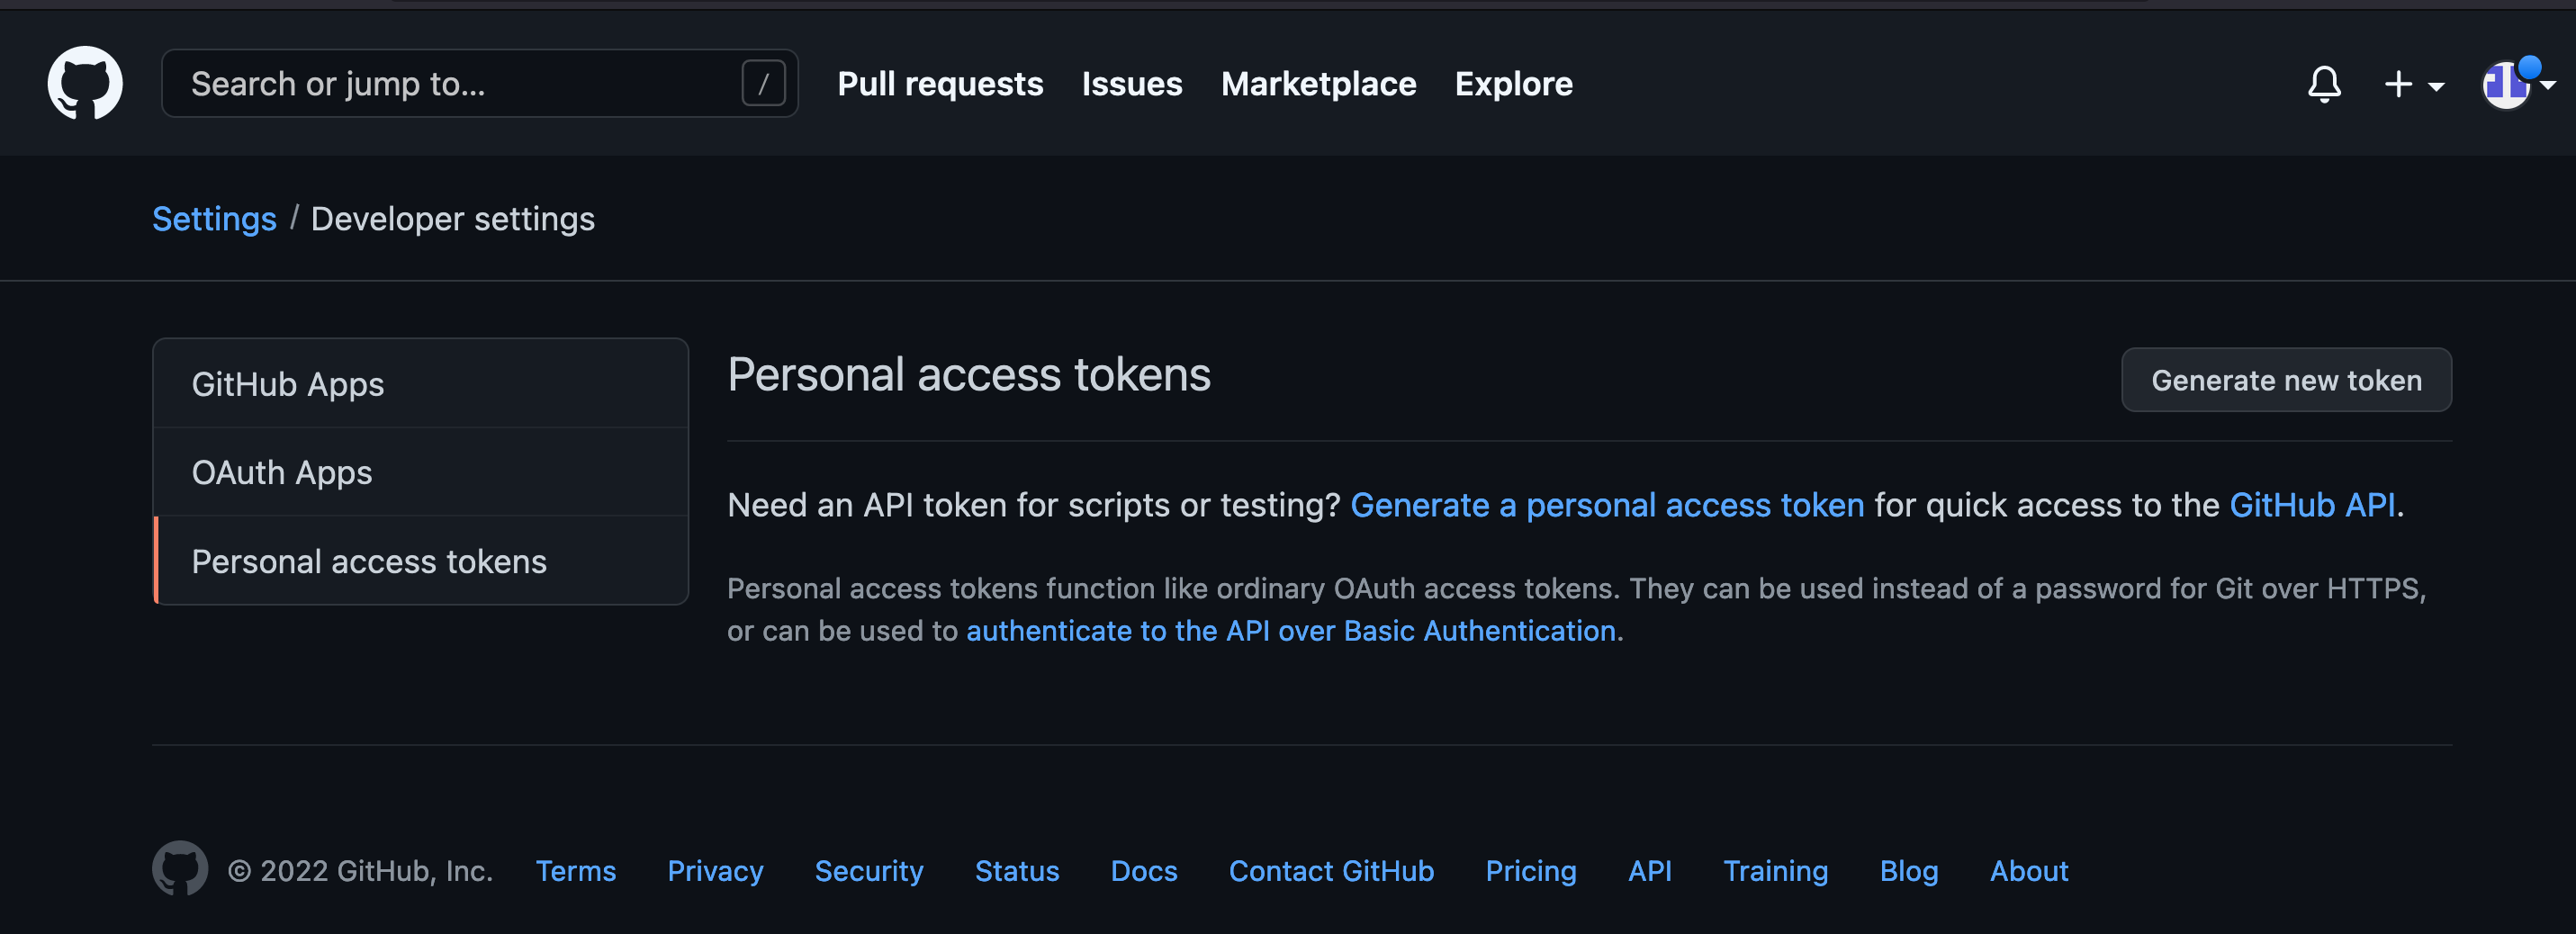 Search or jump to... /
Pull requests Issues Marketplace Explore
Settings / Developer settings
GitHub Apps
OAuth Apps
Personal access tokens
Personal access tokens
Generate new token
Need an API token for scripts or testing? Generate a personal access token for quick access to the GitHub API.
Personal access tokens function like ordinary OAuth access tokens. They can be used instead of a password for Git over HTTPS,
or can be used to authenticate to the API over Basic Authentication.
© 2022 GitHub, Inc. Terms Privacy Security Status Docs Contact GitHub Pricing API Training Blog About